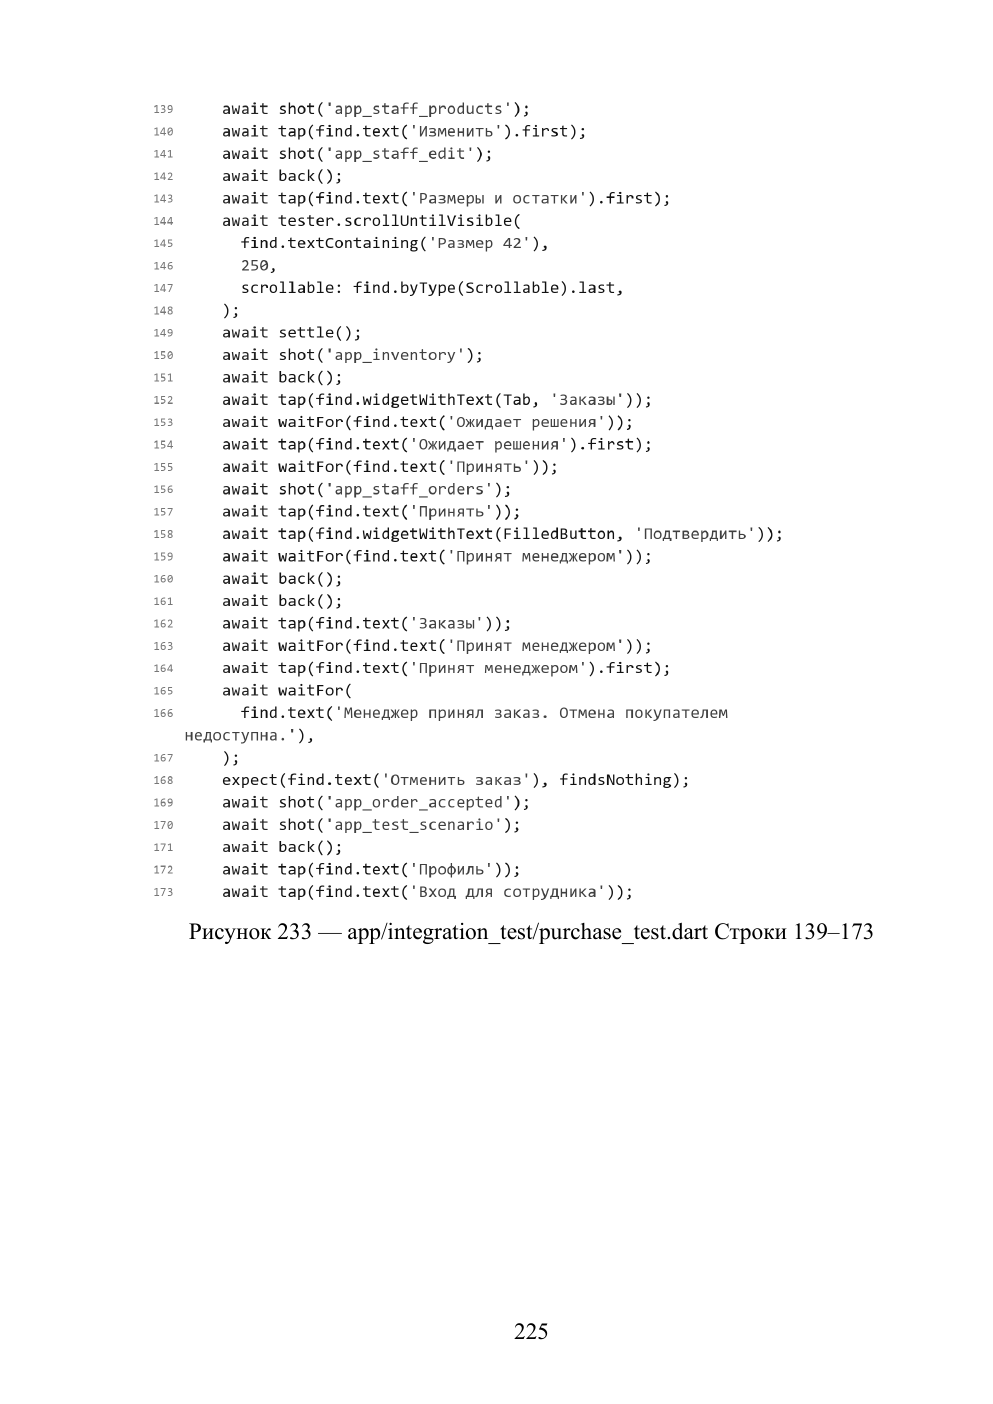 139 await shot('app_staff_products');
140 await tap(find.text('Изменить').first);
141 await shot('app_staff_edit');
142 await back();
143 await tap(find.text('Размеры и остатки').first);
144 await tester.scrollUntilVisible(
145 find.textContaining('Размер 42'),
146 250,
147 scrollable: find.byType(Scrollable).last,
148 );
149 await settle();
150 await shot('app_inventory');
151 await back();
152 await tap(find.widgetWithText(Tab, 'Заказы'));
153 await waitFor(find.text('Ожидает решения'));
154 await tap(find.text('Ожидает решения').first);
155 await waitFor(find.text('Принять'));
156 await shot('app_staff_orders');
157 await tap(find.text('Принять'));
158 await tap(find.widgetWithText(FilledButton, 'Подтвердить'));
159 await waitFor(find.text('Принят менеджером'));
160 await back();
161 await back();
162 await tap(find.text('Заказы'));
163 await waitFor(find.text('Принят менеджером'));
164 await tap(find.text('Принят менеджером').first);
165 await waitFor(
166 find.text('Менеджер принял заказ. Отмена покупателем
недоступна.'),
167 );
168 expect(find.text('Отменить заказ'), findsNothing);
169 await shot('app_order_accepted');
170 await shot('app_test_scenario');
171 await back();
172 await tap(find.text('Профиль'));
173 await tap(find.text('Вход для сотрудника'));
Рисунок 233 — app/integration_test/purchase_test.dart Строки 139–173
225